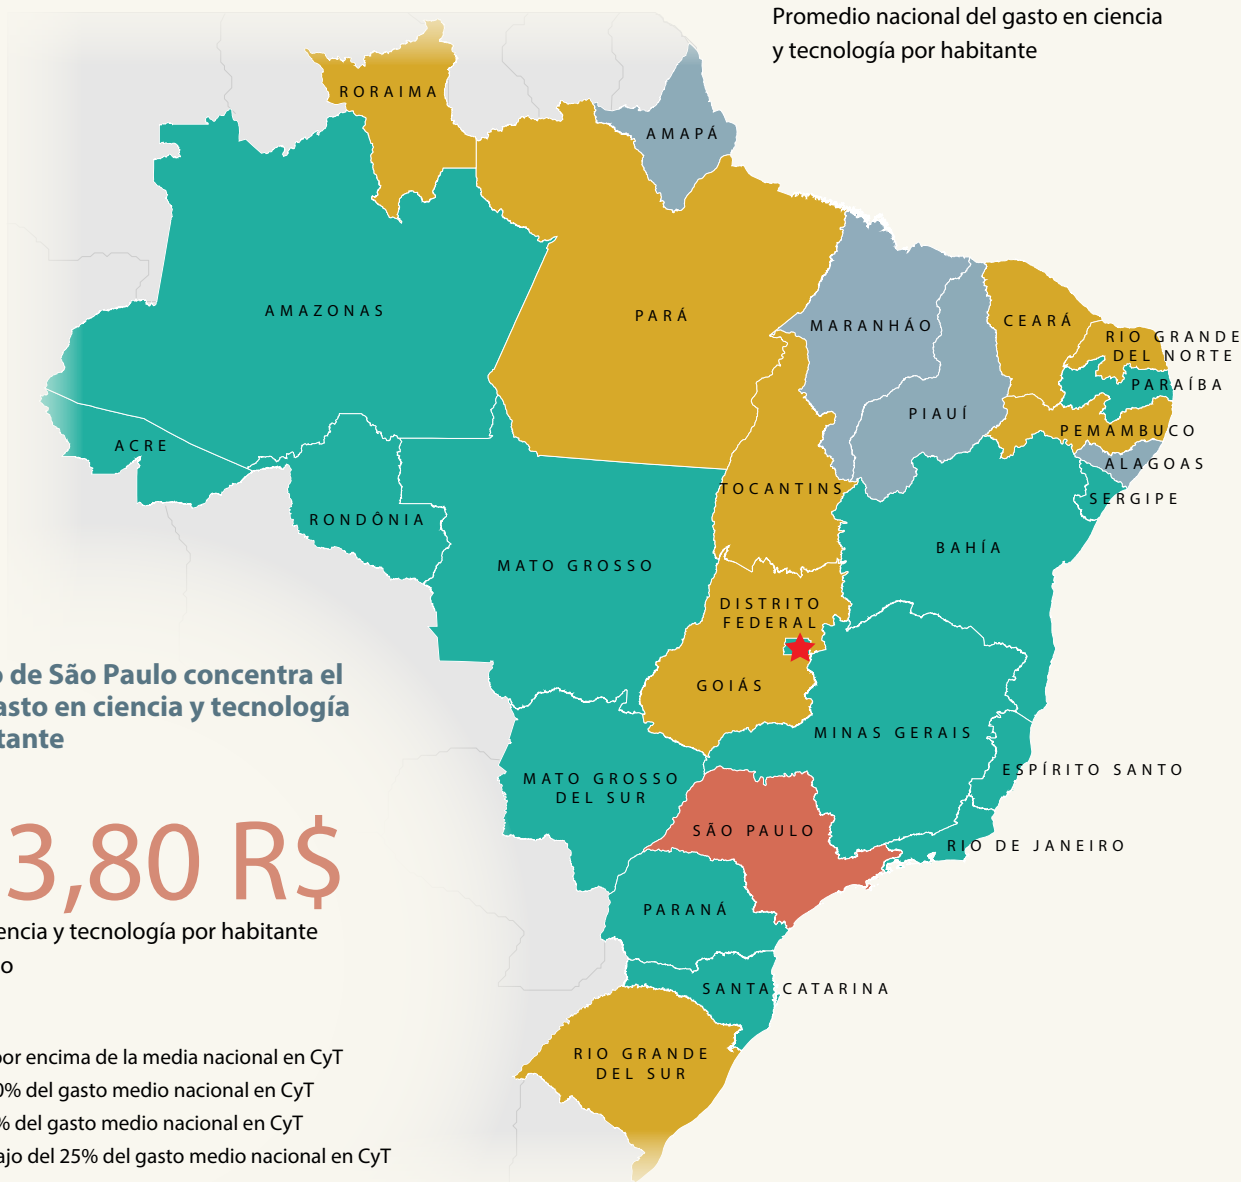 Promedio nacional del gasto en ciencia
y tecnología por habitante
RORAIMA
AMAPÁ
AMAZONAS
PARÁ
MARANHÁO
CEARÁ
RIO GRANDE
DEL NORTE
PARAÍBA
PIAUÍ
PEMAMBUCO
ACRE
ALAGOAS
TOCANTINS
SERGIPE
RONDÔNIA
BAHÍA
MATO GROSSO
DISTRITO
FEDERAL
GOIÁS
de São Paulo concentra el
en ciencia y tecnología
MINAS GERAIS
ESPÍRITO SANTO
MATO GROSSO
DEL SUR
SÃO PAULO
RIO DE JANEIRO
3,80 R$
y tecnología por habitante
PARANÁ
SANTA CATARINA
RIO GRANDE
DEL SUR
por encima de la media nacional en CyT
0% del gasto medio nacional en CyT
% del gasto medio nacional en CyT
del 25% del gasto medio nacional en CyT